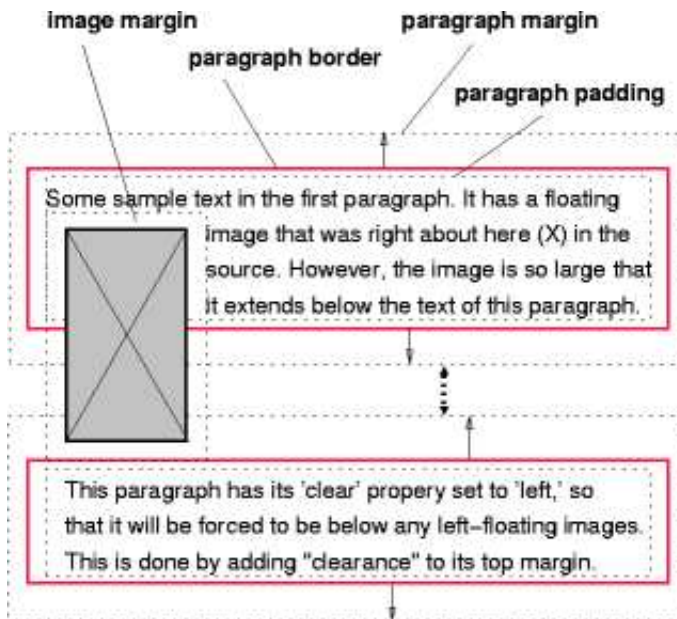 image margin
paragraph margin
paragraph border
paragraph padding
Some sample text in the first paragraph. It has a floating
image that was right about here (X) in the
source. However, the image is so large that
it extends below the text of this paragraph.
This paragraph has its 'clear' propery set to 'left,' so
that it will be forced to be below any left-floating images.
This is done by adding "clearance" to its top margin.